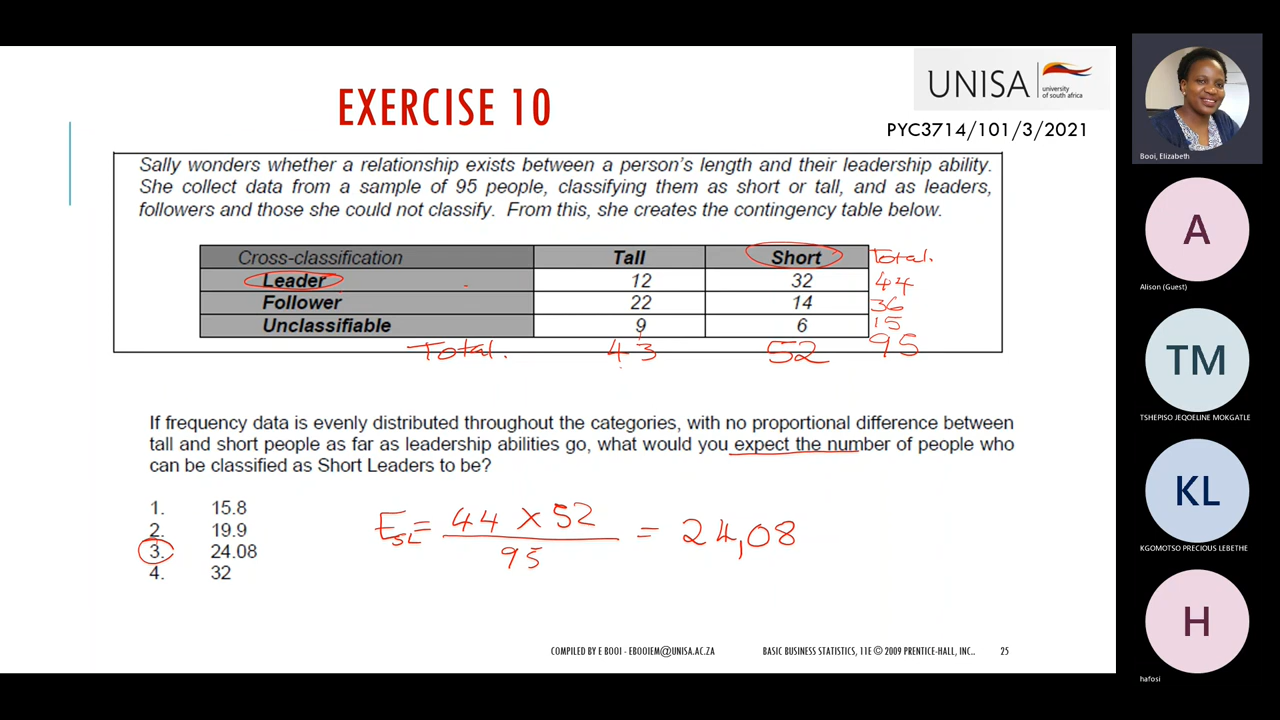 EXERCISE 10
UNISA
university
of south africa
PYC3714/101/3/2021
Sally wonders whether a relationship exists between a person's length and their leadership ability.
She collect data from a sample of 95 people, classifying them as short or tall, and as leaders,
followers and those she could not classify. From this, she creates the contingency table below.
Cross-classification Tall Short Total.
Leader 12 32 44
Follower 22 14 36
Unclassifiable 9 6 15
Total. 43 52 95
If frequency data is evenly distributed throughout the categories, with no proportional difference between
tall and short people as far as leadership abilities go, what would you expect the number of people who
can be classified as Short Leaders to be?
1. 15.8
2. 19.9
3. 24.08
4. 32
E_SL = 44 × 52 / 95 = 24,08
COMPILED BY E BOOI - EBOOIEM@UNISA.AC.ZA
BASIC BUSINESS STATISTICS, 11E © 2009 PRENTICE-HALL, INC..
25
Booi, Elizabeth
A
Alison (Guest)
TM
TSHEPISO JEQOELINE MOKGATLE
KL
KGOMOTSO PRECIOUS LEBETHE
H
hafosi